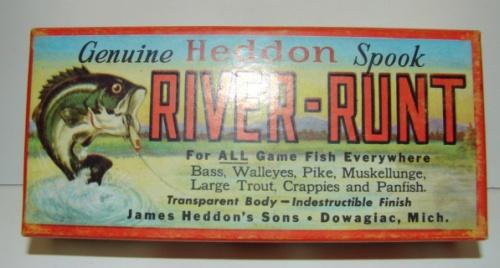 Genuine Heddon Spook
RIVER-RUNT
For ALL Game Fish Everywhere
Bass, Walleyes, Pike, Muskellunge,
Large Trout, Crappies and Panfish.
Transparent Body — Indestructible Finish
James Heddon's Sons • Dowagiac, Mich.